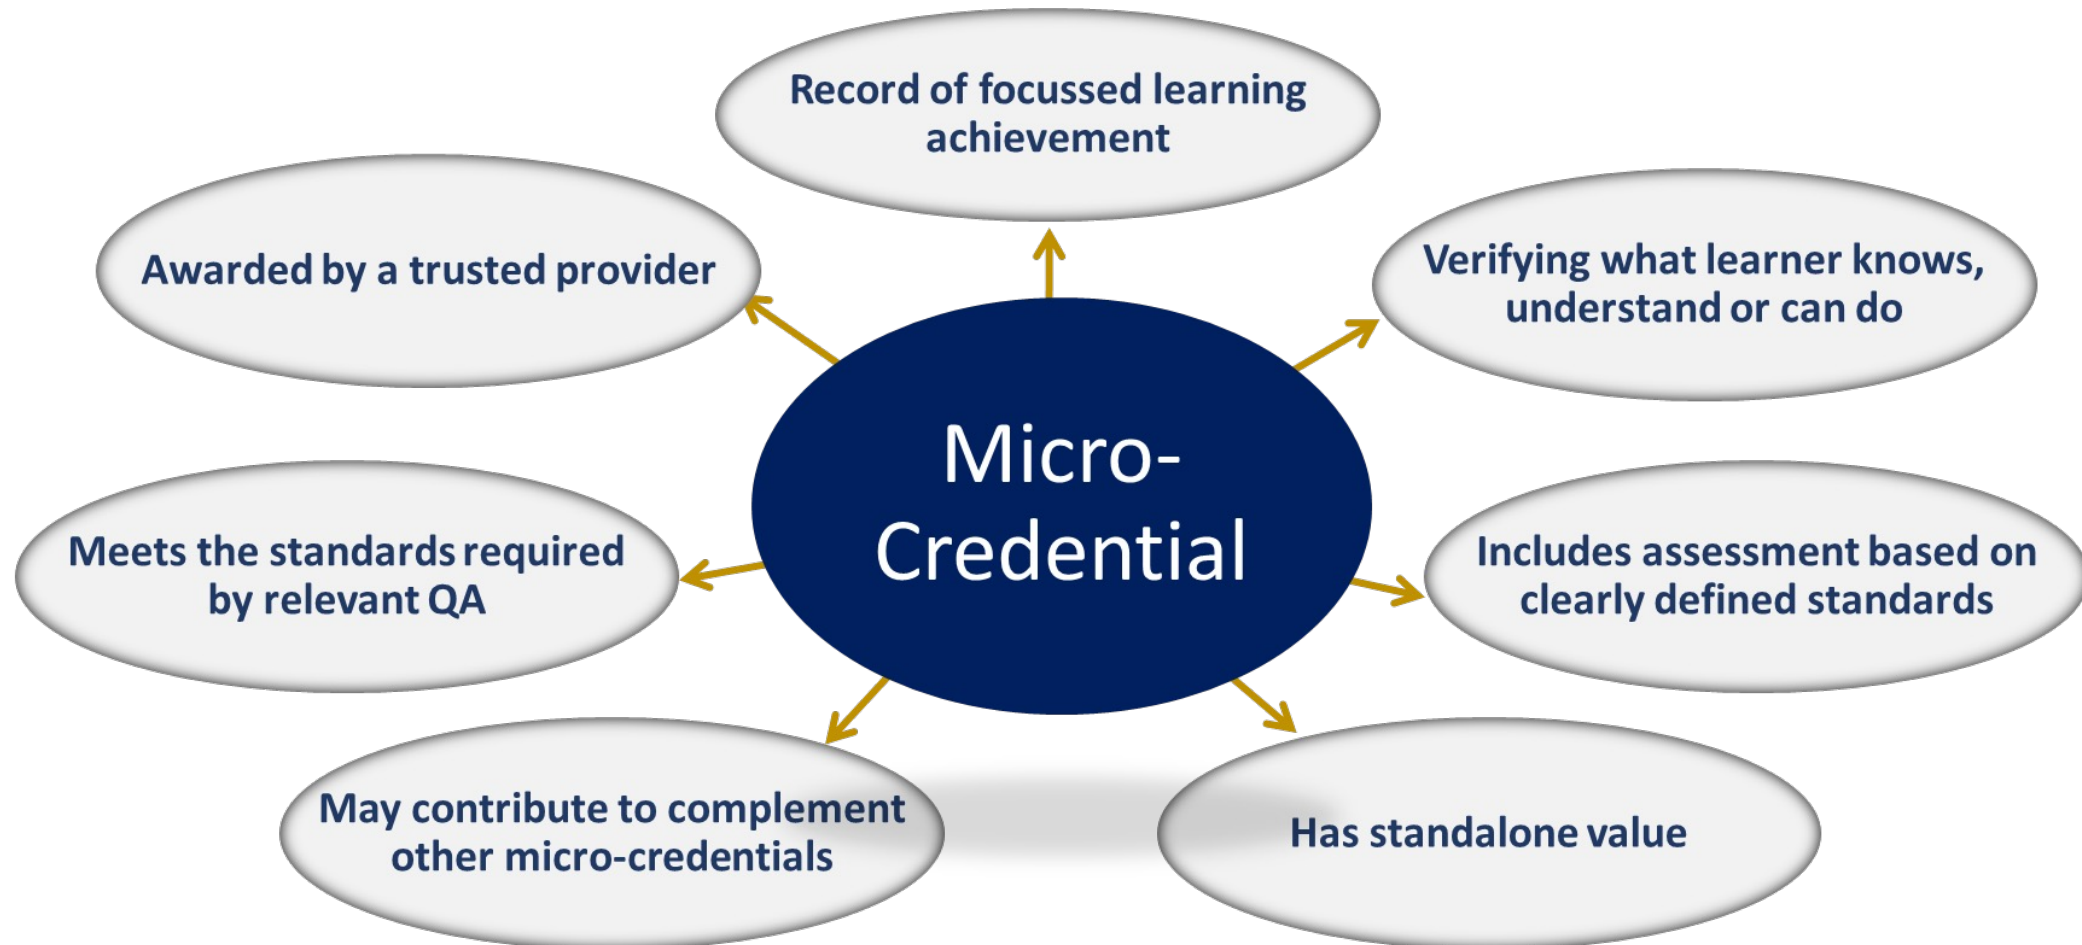 Record of focussed learning
achievement
Awarded by a trusted provider
Verifying what learner knows,
understand or can do
Micro-
Credential
Meets the standards required
by relevant QA
Includes assessment based on
clearly defined standards
May contribute to complement
other micro-credentials
Has standalone value